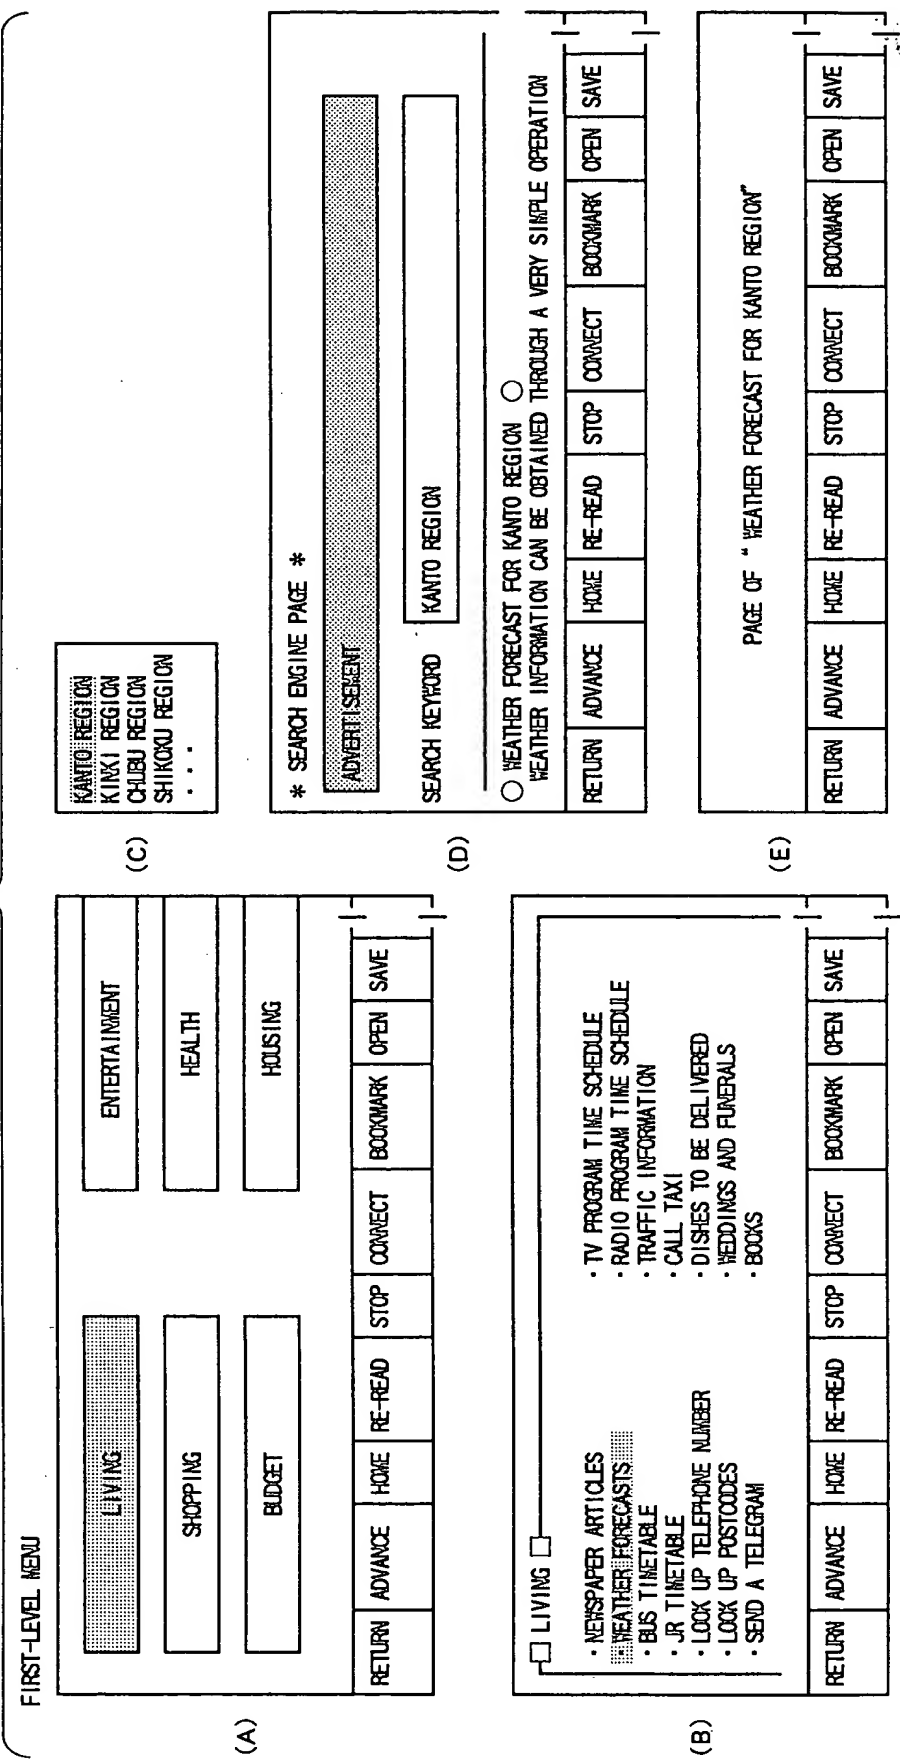 FIRST-LEVEL MENU
(A)
LIVING
ENTERTAINMENT
SHOPPING
HEALTH
BUDGET
HOUSING
RETURN ADVANCE HOME RE-READ STOP CONNECT BOOKMARK OPEN SAVE
(B)
LIVING
· NEWSPAPER ARTICLES
· WEATHER FORECASTS
· BUS TIMETABLE
· JR TIMETABLE
· LOOK UP TELEPHONE NUMBER
· LOOK UP POSTCODES
· SEND A TELEGRAM
· TV PROGRAM TIME SCHEDULE
· RADIO PROGRAM TIME SCHEDULE
· TRAFFIC INFORMATION
· CALL TAXI
· DISHES TO BE DELIVERED
· WEDDINGS AND FUNERALS
· BOOKS
RETURN ADVANCE HOME RE-READ STOP CONNECT BOOKMARK OPEN SAVE
(C)
KANTO REGION
KINKI REGION
CHUBU REGION
SHIKOKU REGION
. . .
(D)
* SEARCH ENGINE PAGE *
ADVERTISEMENT
SEARCH KEYWORD KANTO REGION
○ WEATHER FORECAST FOR KANTO REGION ○
WEATHER INFORMATION CAN BE OBTAINED THROUGH A VERY SIMPLE OPERATION
RETURN ADVANCE HOME RE-READ STOP CONNECT BOOKMARK OPEN SAVE
(E)
PAGE OF " WEATHER FORECAST FOR KANTO REGION"
RETURN ADVANCE HOME RE-READ STOP CONNECT BOOKMARK OPEN SAVE